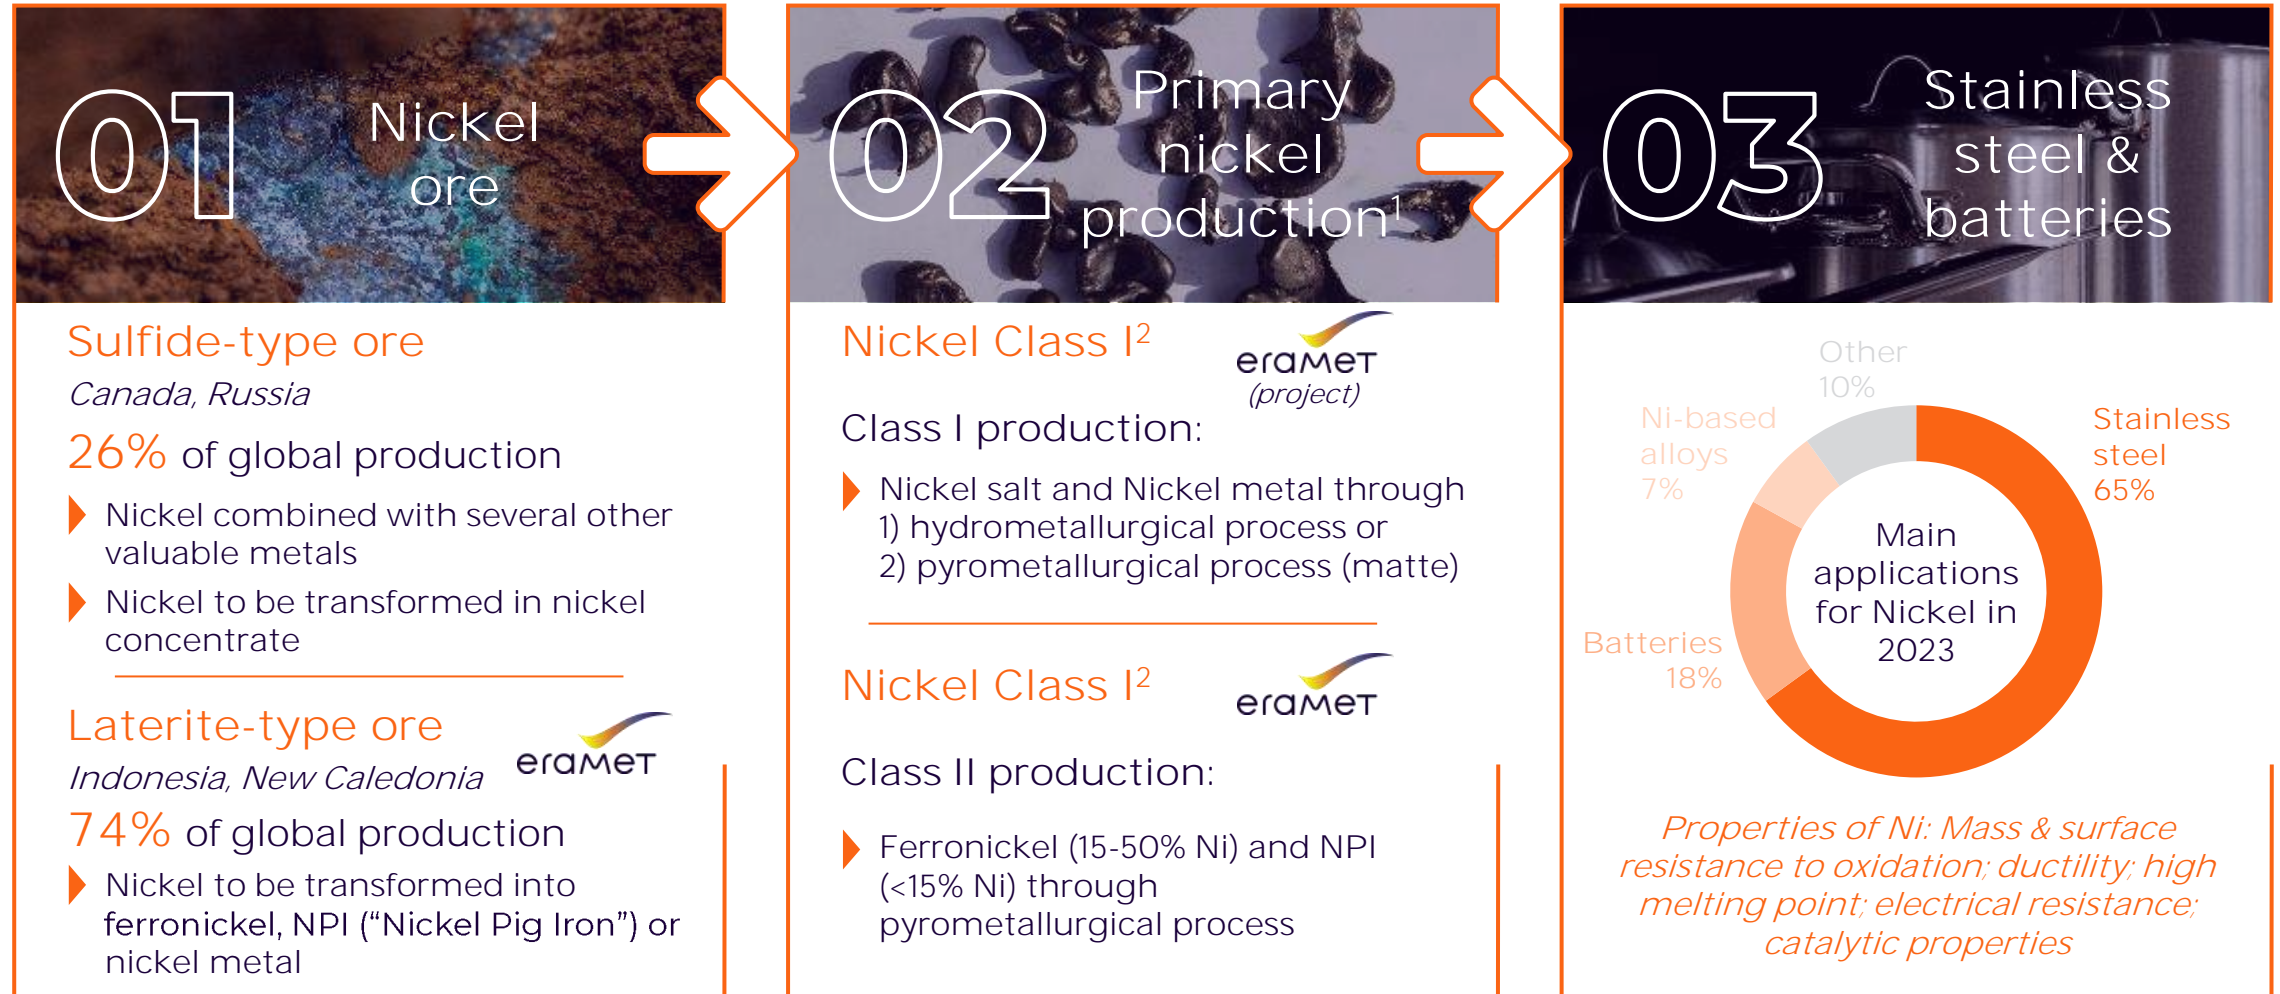 01
Nickel
ore
Sulfide-type ore
Canada, Russia
26% of global production
Nickel combined with several other
valuable metals
Nickel to be transformed in nickel
concentrate
Laterite-type ore
eramet
Indonesia, New Caledonia
74% of global production
Nickel to be transformed into
ferronickel, NPI (“Nickel Pig Iron”) or
nickel metal
02
Primary
nickel
production¹
Nickel Class I²
eramet
(project)
Class I production:
Nickel salt and Nickel metal through
1) hydrometallurgical process or
2) pyrometallurgical process (matte)
Nickel Class I²
eramet
Class II production:
Ferronickel (15-50% Ni) and NPI
(<15% Ni) through
pyrometallurgical process
03
Stainless
steel &
batteries
Other
10%
Ni-based
alloys
7%
Stainless
steel
65%
Batteries
18%
Main
applications
for Nickel in
2023
Properties of Ni: Mass & surface
resistance to oxidation; ductility; high
melting point; electrical resistance;
catalytic properties